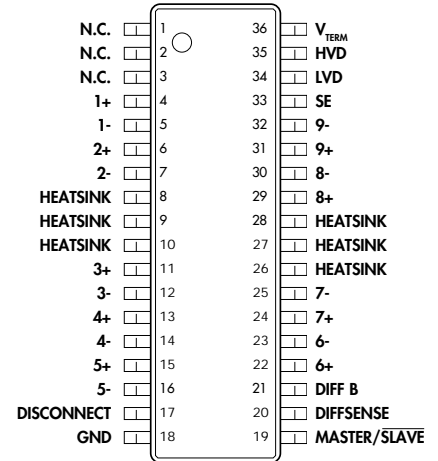 N.C. 1 36 VTERM
N.C. 2 35 HVD
N.C. 3 34 LVD
1+ 4 33 SE
1- 5 32 9-
2+ 6 31 9+
2- 7 30 8-
HEATSINK 8 29 8+
HEATSINK 9 28 HEATSINK
HEATSINK 10 27 HEATSINK
3+ 11 26 HEATSINK
3- 12 25 7-
4+ 13 24 7+
4- 14 23 6-
5+ 15 22 6+
5- 16 21 DIFF B
DISCONNECT 17 20 DIFFSENSE
GND 18 19 MASTER/SLAVE